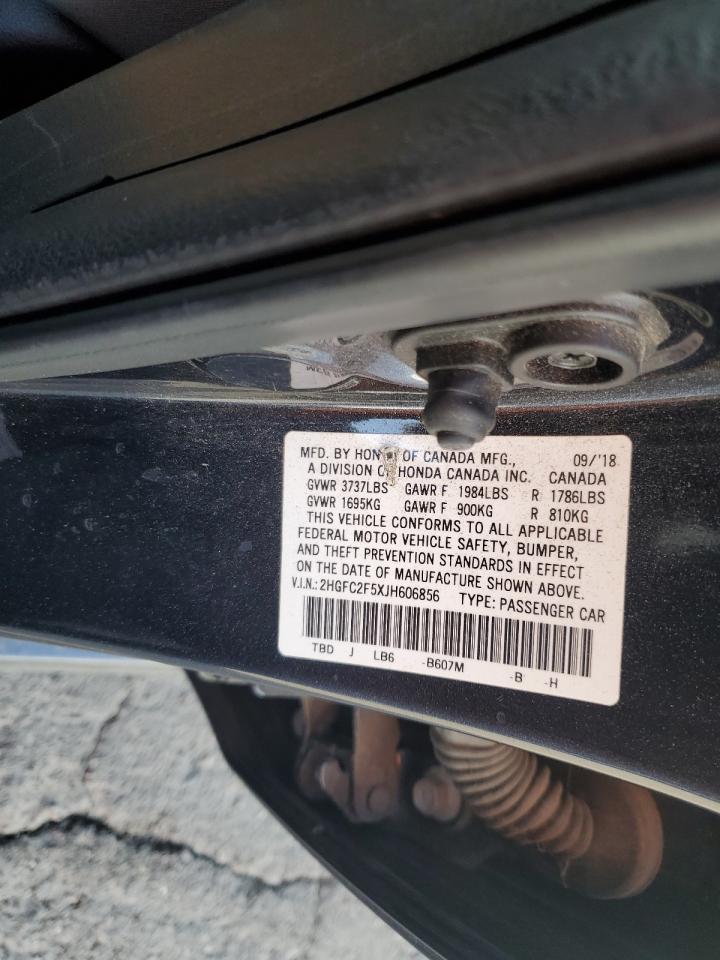 MFD. BY OF CANADA MFG., 09/'18
A DIVISION HONDA CANADA INC. CANADA
GVWR 3737LBS GAWR F 1984LBS R 1786LBS
GVWR 1695KG GAWR F 900KG R 810KG
THIS VEHICLE CONFORMS TO ALL APPLICABLE
FEDERAL MOTOR VEHICLE SAFETY, BUMPER,
AND THEFT PREVENTION STANDARDS IN EFFECT
ON THE DATE OF MANUFACTURE SHOWN ABOVE.
V.I.N.:2HGFC2F5XJH606856 TYPE: PASSENGER CAR
TBD J LB6 -B607M -B -H